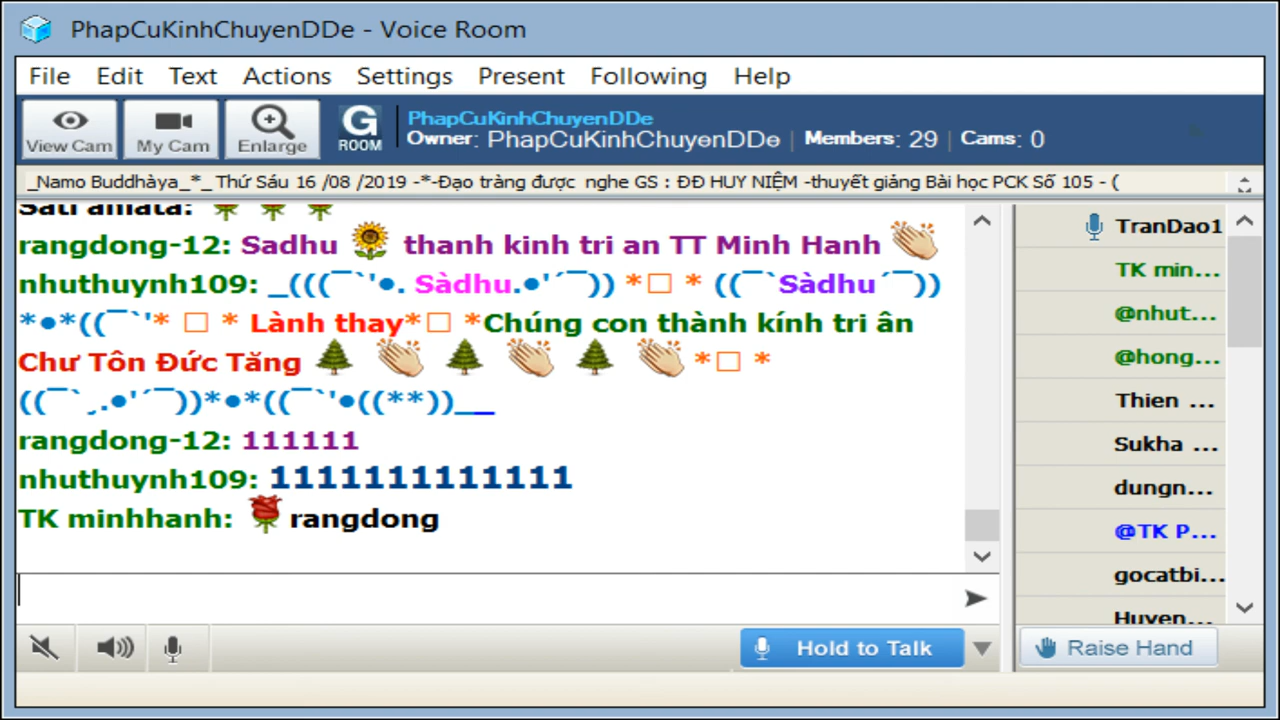 PhapCuKinhChuyenDDe - Voice Room
File Edit Text Actions Settings Present Following Help
View Cam My Cam Enlarge G ROOM
PhapCuKinhChuyenDDe
Owner: PhapCuKinhChuyenDDe | Members: 29 | Cams: 0
_Namo Buddhàya_*_ Thứ Sáu 16 /08 /2019 -*-Đạo tràng được nghe GS : ĐĐ HUY NIỆM -thuyết giảng Bài học PCK Số 105 - (
Sati amata: 🌹 🌹 🌹
rangdong-12: Sadhu 🌻 thanh kinh tri an TT Minh Hanh 👏
nhuthuynh109: _(((¯`'●. Sàdhu.●'´¯)) *□ * ((¯`Sàdhu´¯))
*●*((¯`'* □ * Lành thay*□ *Chúng con thành kính tri ân
Chư Tôn Đức Tăng 🌲 👏 🌲 👏 🌲 👏 *□ *
((¯`¸.●'´¯))*●*((¯`'●((**))__
rangdong-12: 111111
nhuthuynh109: 1111111111111
TK minhhanh: 🌹 rangdong
Hold to Talk
TranDao1
TK min...
@nhut...
@hong...
Thien ...
Sukha ...
dungn...
@TK P...
gocatbi...
Huyen...
Raise Hand